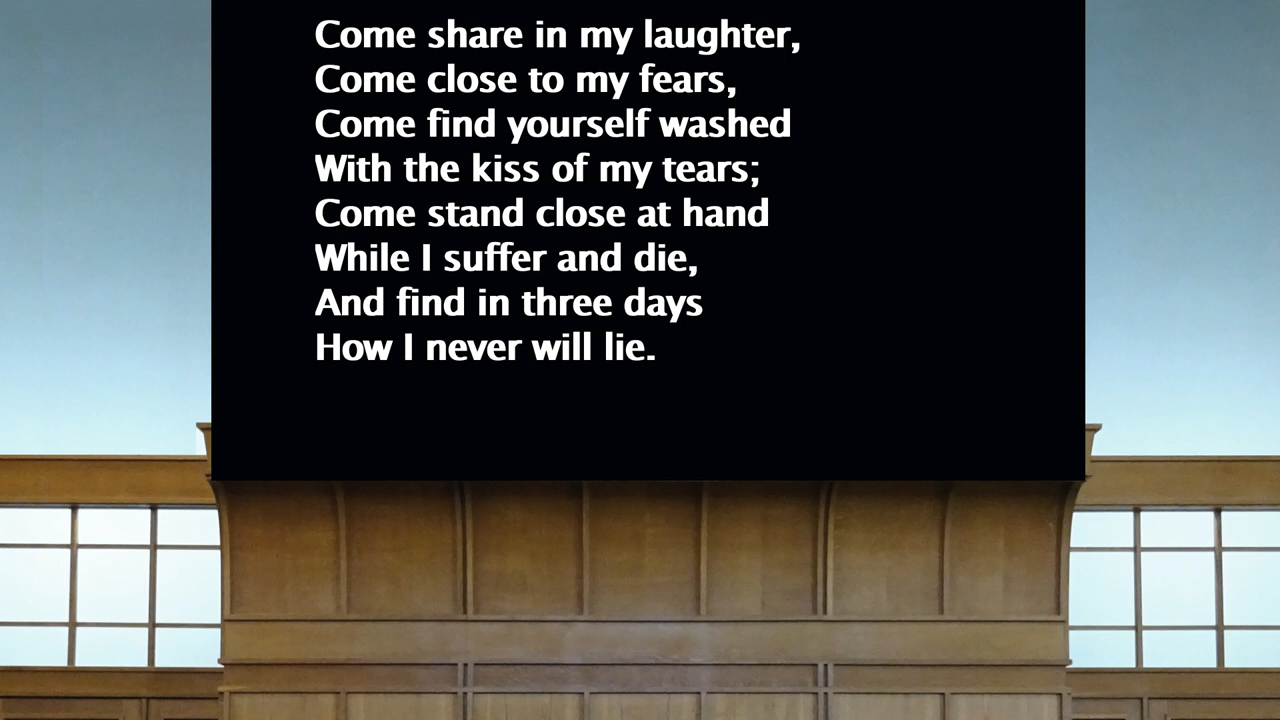 Come share in my laughter,
Come close to my fears,
Come find yourself washed
With the kiss of my tears;
Come stand close at hand
While I suffer and die,
And find in three days
How I never will lie.